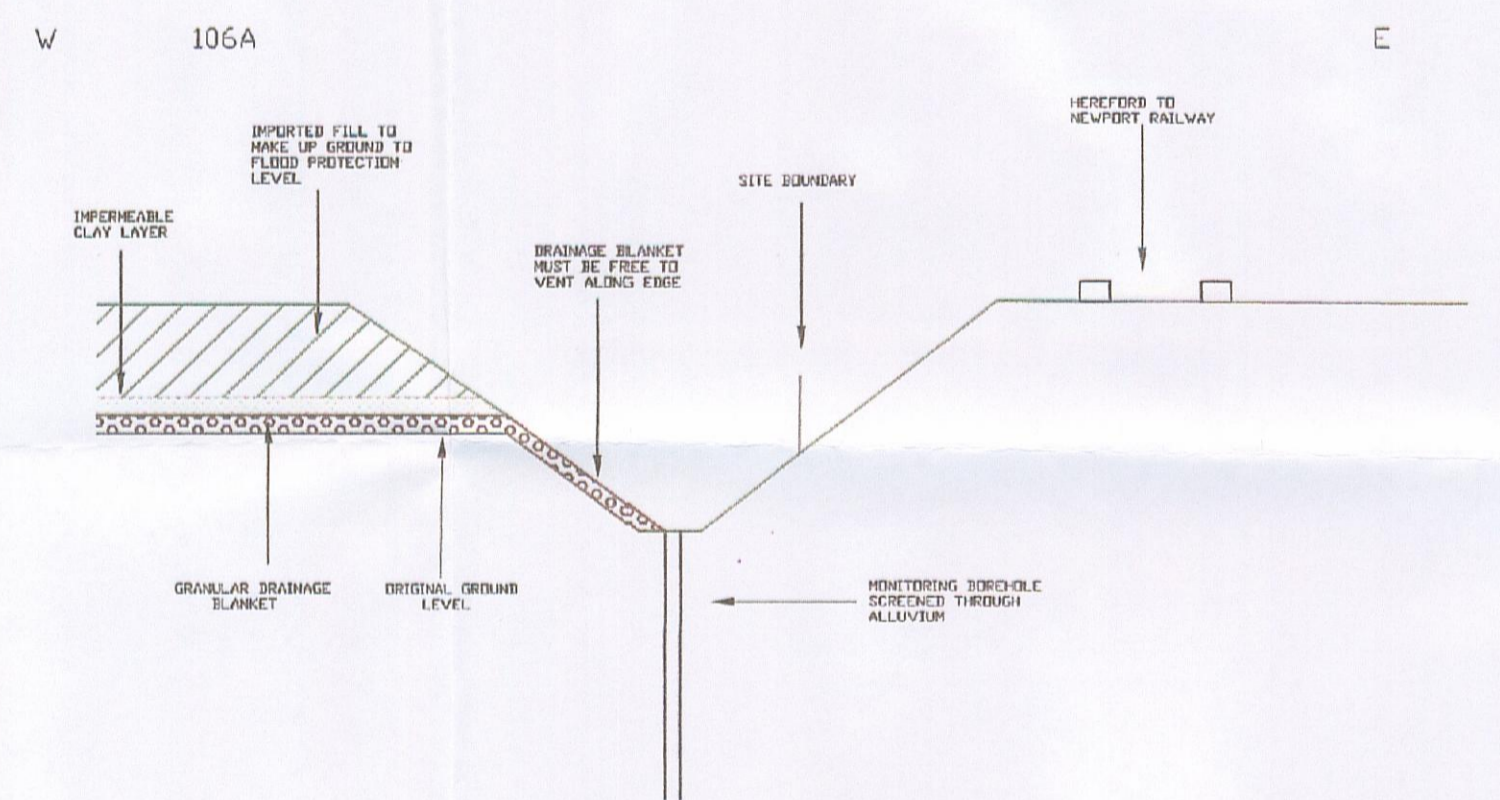 W
106A
E
HEREFORD TO
NEWPORT RAILWAY
IMPORTED FILL TO
MAKE UP GROUND TO
FLOOD PROTECTION
LEVEL
SITE BOUNDARY
IMPERMEABLE
CLAY LAYER
DRAINAGE BLANKET
MUST BE FREE TO
VENT ALONG EDGE
GRANULAR DRAINAGE
BLANKET
ORIGINAL GROUND
LEVEL
MONITORING BOREHOLE
SCREENED THROUGH
ALLUVIUM